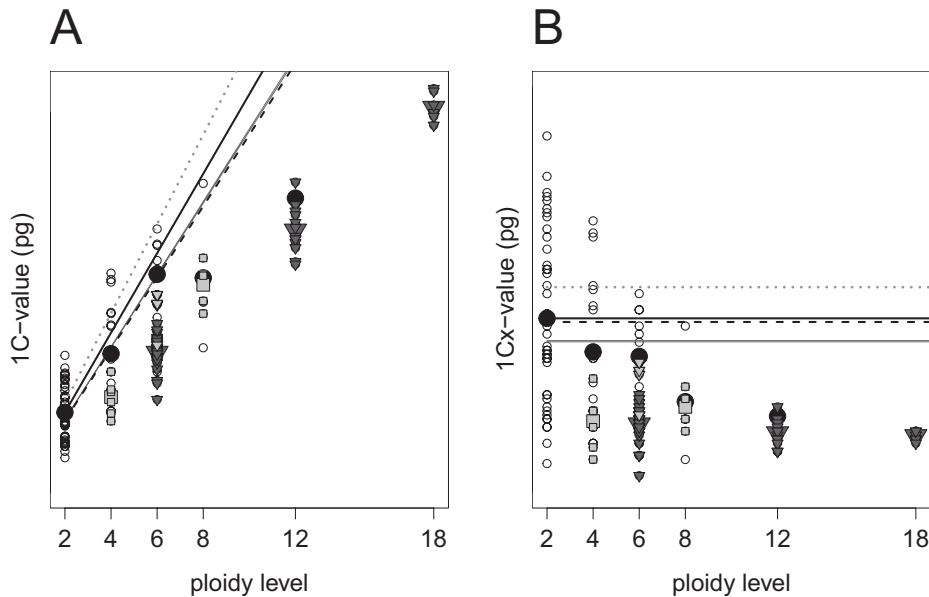 A
B
1C-value (pg)
1Cx-value (pg)
2 4 6 8 12 18
2 4 6 8 12 18
ploidy level
ploidy level